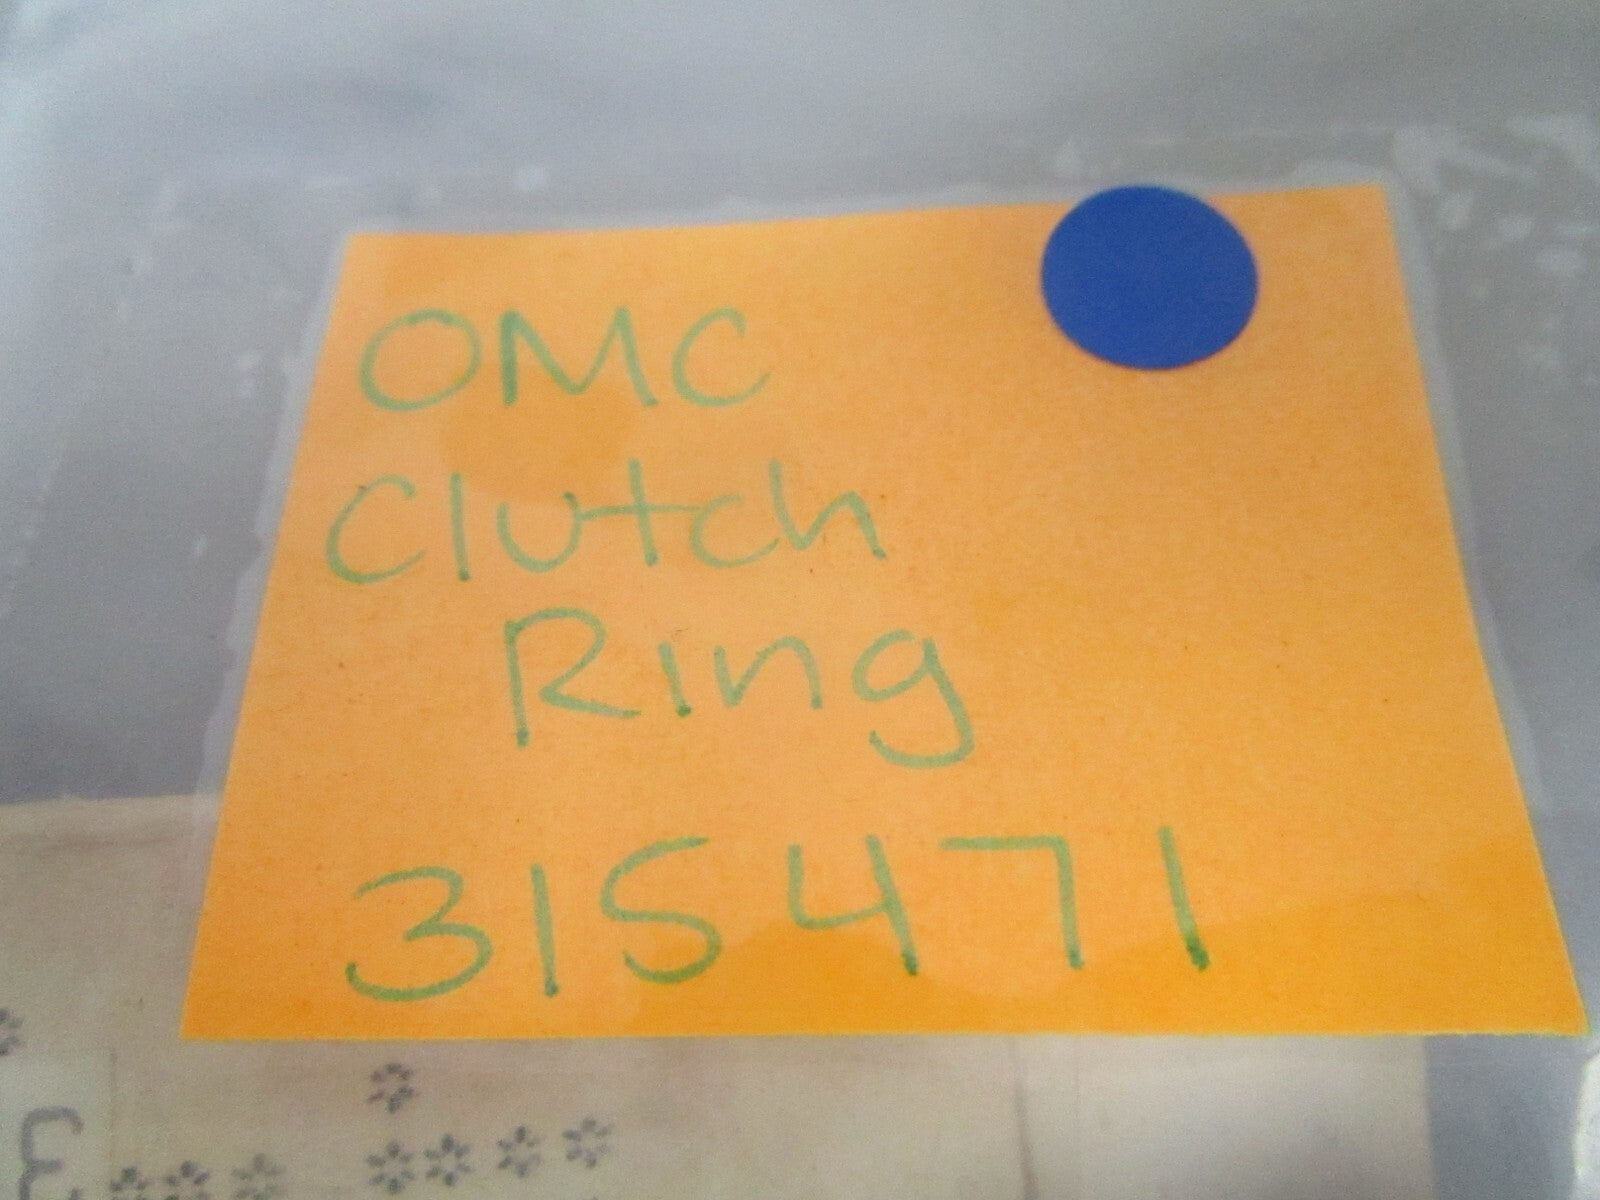 OMC
Clutch
Ring
315471